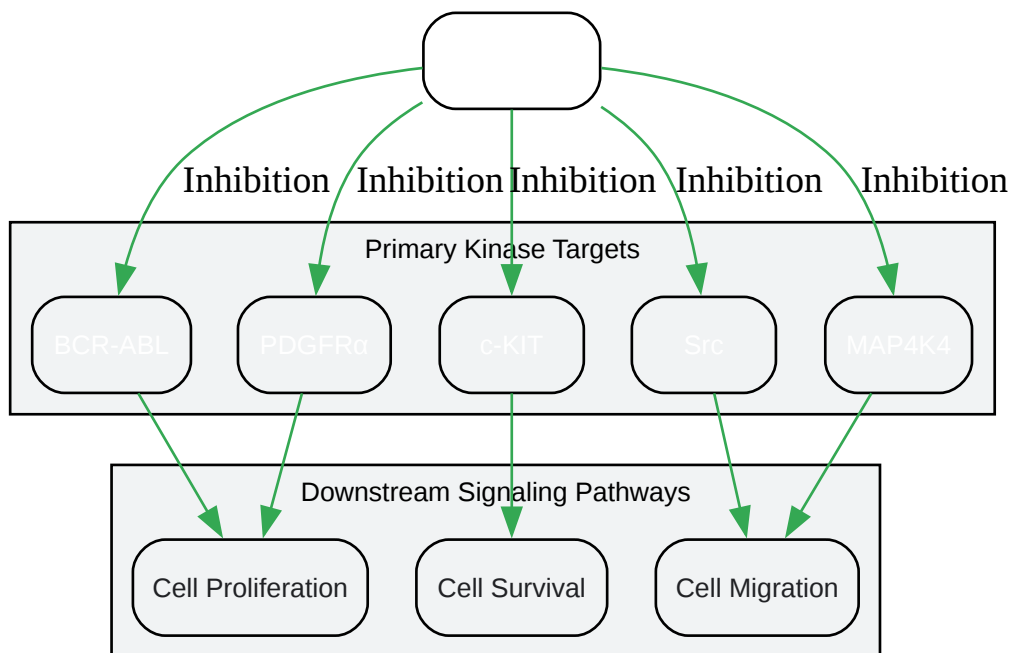 Inhibition Inhibition Inhibition Inhibition Inhibition
Primary Kinase Targets
BCR-ABL PDGFRα c-KIT Src MAP4K4
Downstream Signaling Pathways
Cell Proliferation Cell Survival Cell Migration